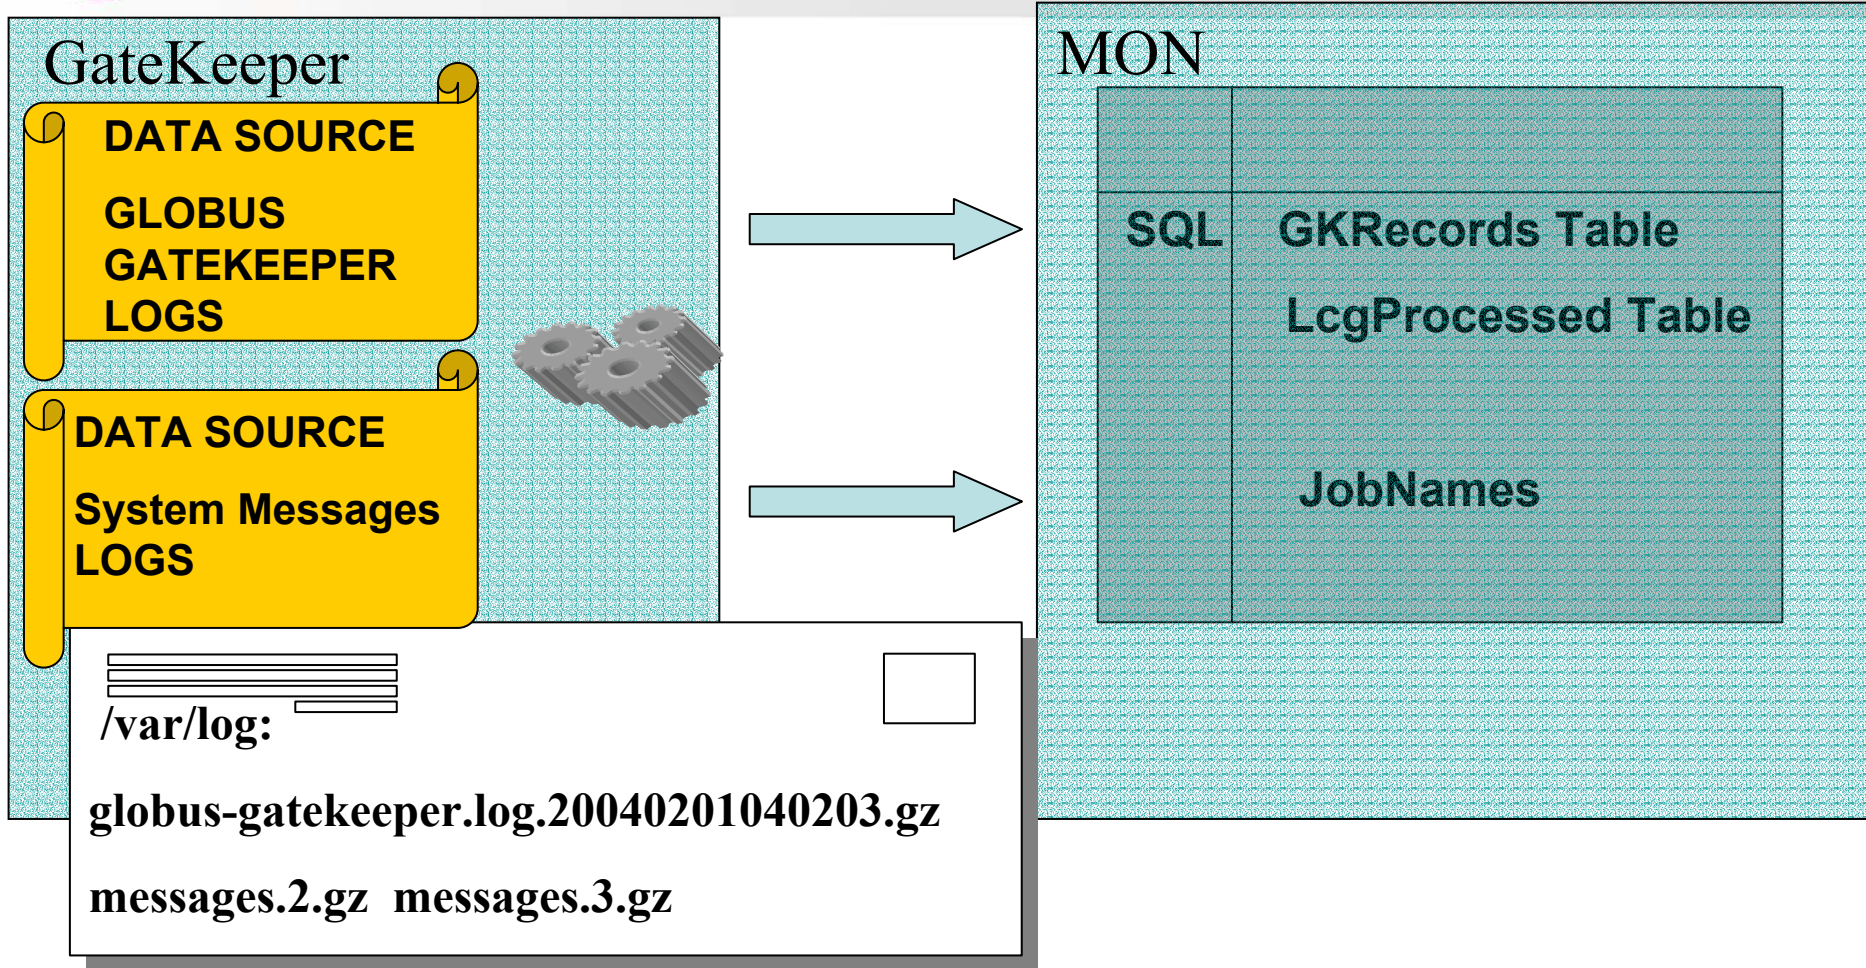 GateKeeper
DATA SOURCE
GLOBUS
GATEKEEPER
LOGS
DATA SOURCE
System Messages
LOGS
/var/log:
globus-gatekeeper.log.20040201040203.gz
messages.2.gz messages.3.gz
MON
SQL GKRecords Table
LcgProcessed Table
JobNames